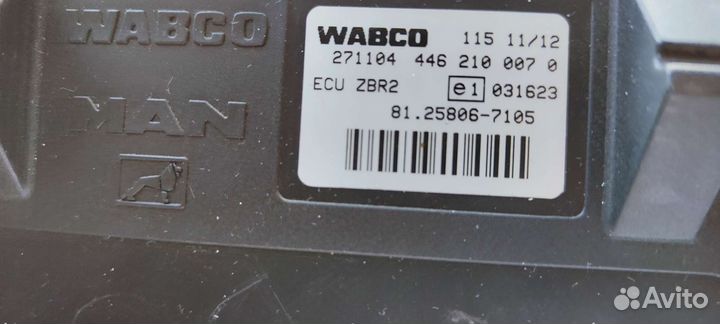 WABCO
MAN
WABCO 115 11/12
271104 446 210 007 0
ECU ZBR2 e1 031623
81.25806-7105
Avito